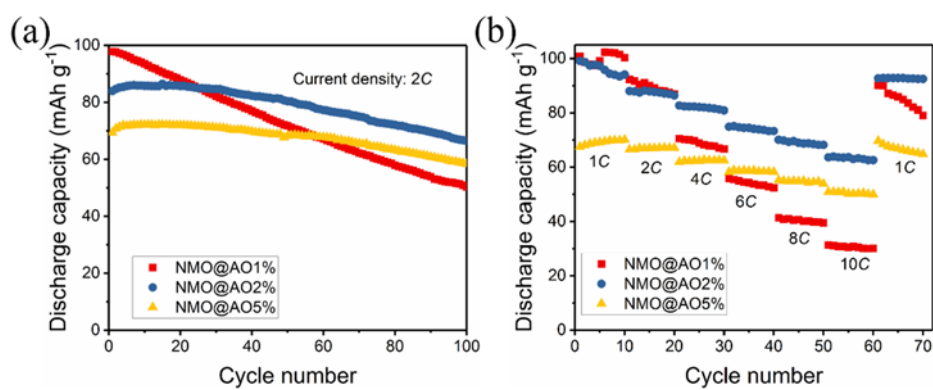 (a)
Discharge capacity (mAh g⁻¹)
100
80
60
40
20
0
Current density: 2C
NMO@AO1%
NMO@AO2%
NMO@AO5%
0 20 40 60 80 100
Cycle number
(b)
Discharge capacity (mAh g⁻¹)
100
80
60
40
20
0
1C
2C
4C
6C
8C
10C
1C
NMO@AO1%
NMO@AO2%
NMO@AO5%
0 10 20 30 40 50 60 70
Cycle number